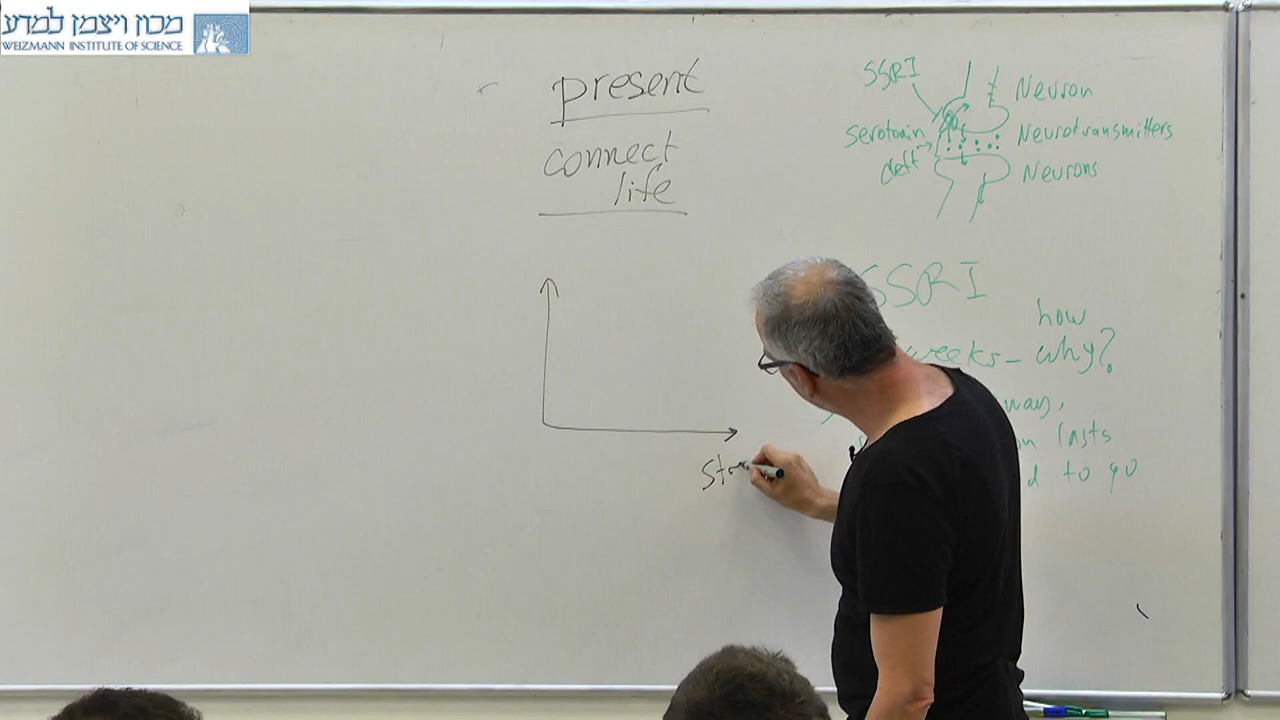 מכון ויצמן למדע
WEIZMANN INSTITUTE OF SCIENCE
present
connect
life
SSRI
Neuron
serotonin
Neurotransmitters
cleft
Neurons
SSRI
how
weeks - why?
lasts
to go